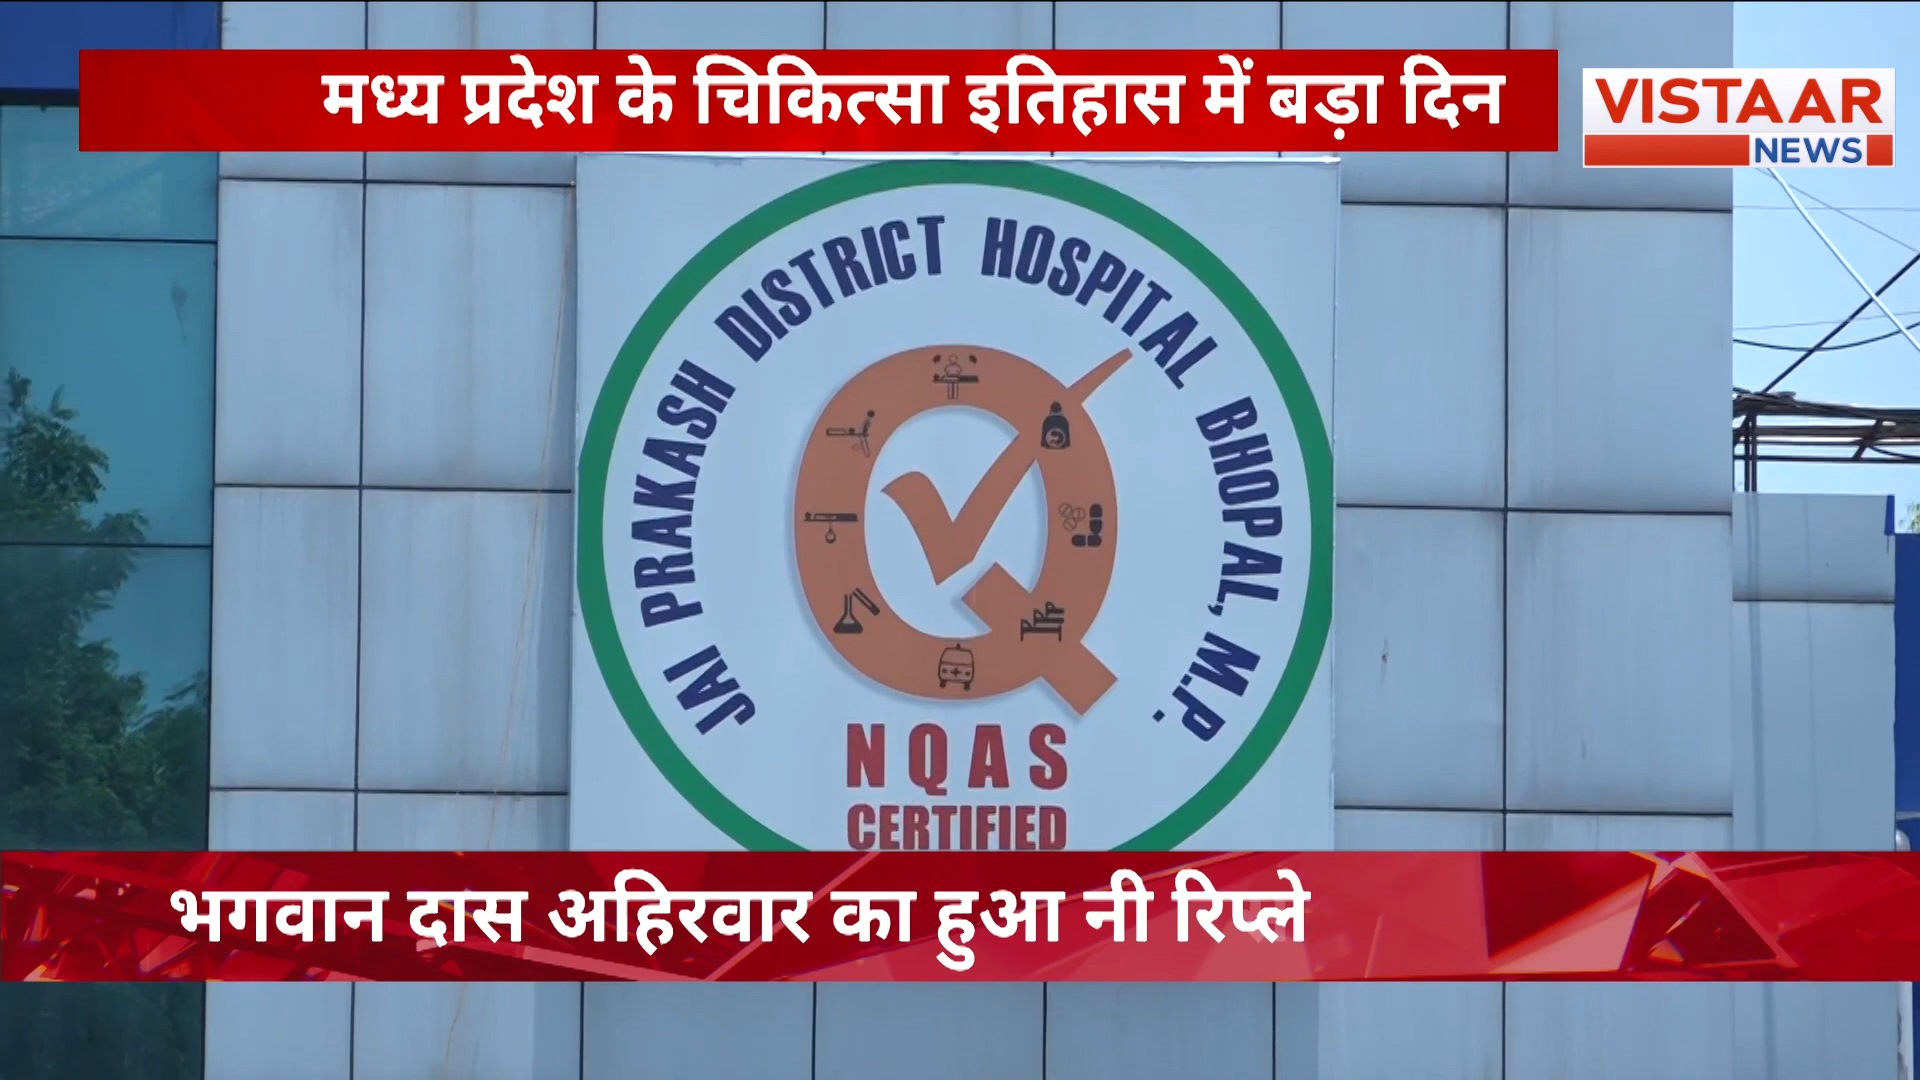 मध्य प्रदेश के चिकित्सा इतिहास में बड़ा दिन
VISTAAR
NEWS
JAI PRAKASH DISTRICT HOSPITAL BHOPAL, M.P.
NQAS
CERTIFIED
भगवान दास अहिरवार का हुआ नी रिप्ले